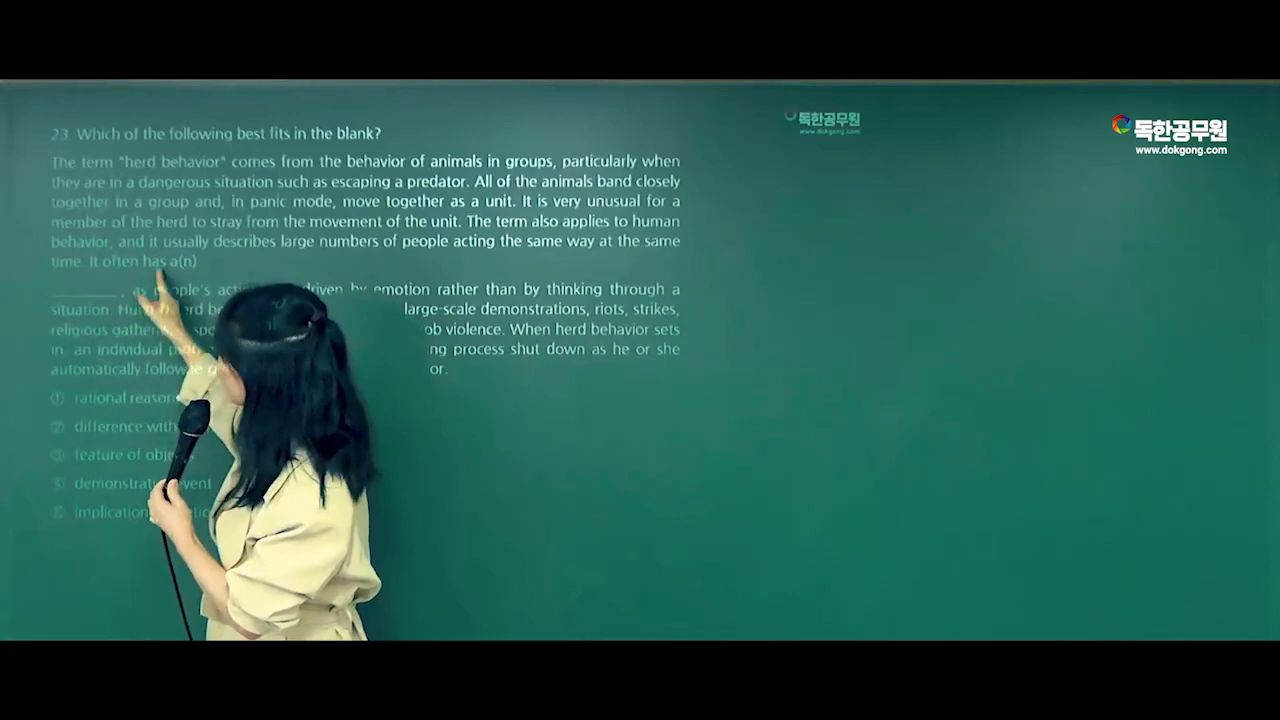 23 Which of the following best fits in the blank?
The term "herd behavior" comes from the behavior of animals in groups, particularly when
they are in a dangerous situation such as escaping a predator. All of the animals band closely
together in a group and, in panic mode, move together as a unit. It is very unusual for a
member of the herd to stray from the movement of the unit. The term also applies to human
behavior, and it usually describes large numbers of people acting the same way at the same
time. It often has a(n)
________, as people's driven by emotion rather than by thinking through a
situation. large-scale demonstrations, riots, strikes,
religious violence. When herd behavior sets
in, an individual process shut down as he or she
automatically
① rational
② difference with
③ feature of
④ event
⑤
독한공무원
www.dokgong.com
독한공무원
www.dokgong.com